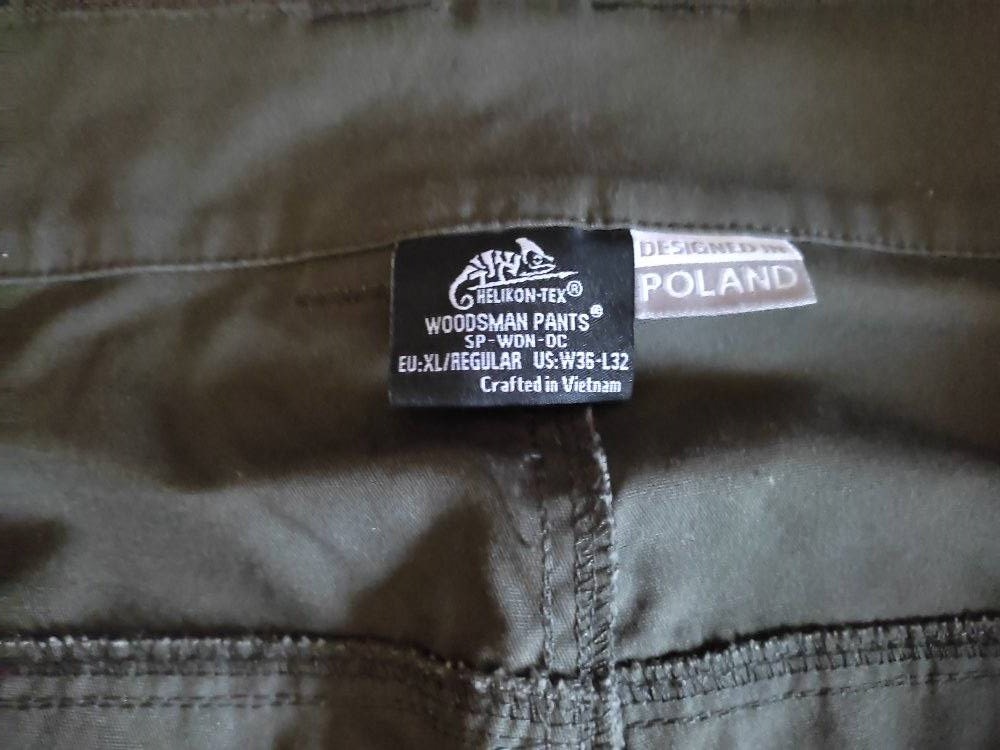 HELIKON-TEX®
WOODSMAN PANTS®
SP-WDN-DC
EU:XL/REGULAR US:W36-L32
Crafted in Vietnam
DESIGNED IN
POLAND